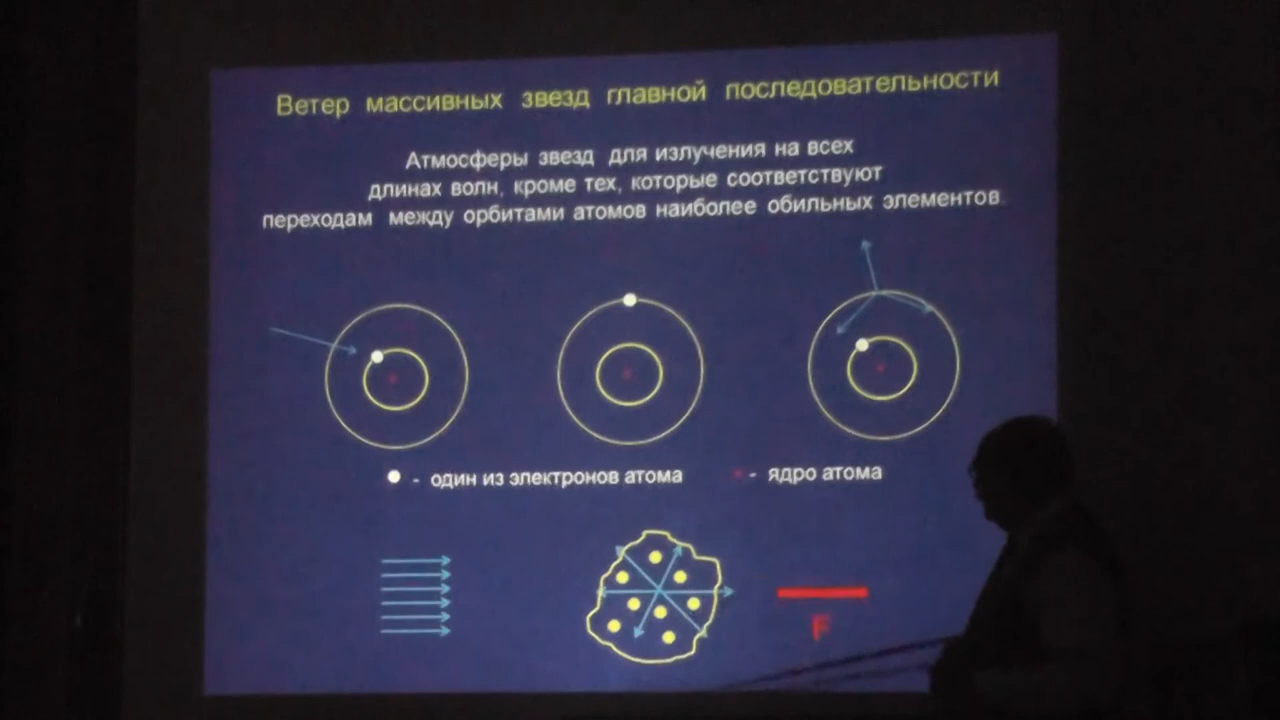 Ветер массивных звезд главной последовательности
Атмосферы звезд для излучения на всех
длинах волн, кроме тех, которые соответствуют
переходам между орбитами атомов наиболее обильных элементов.
- один из электронов атома
- ядро атома
F